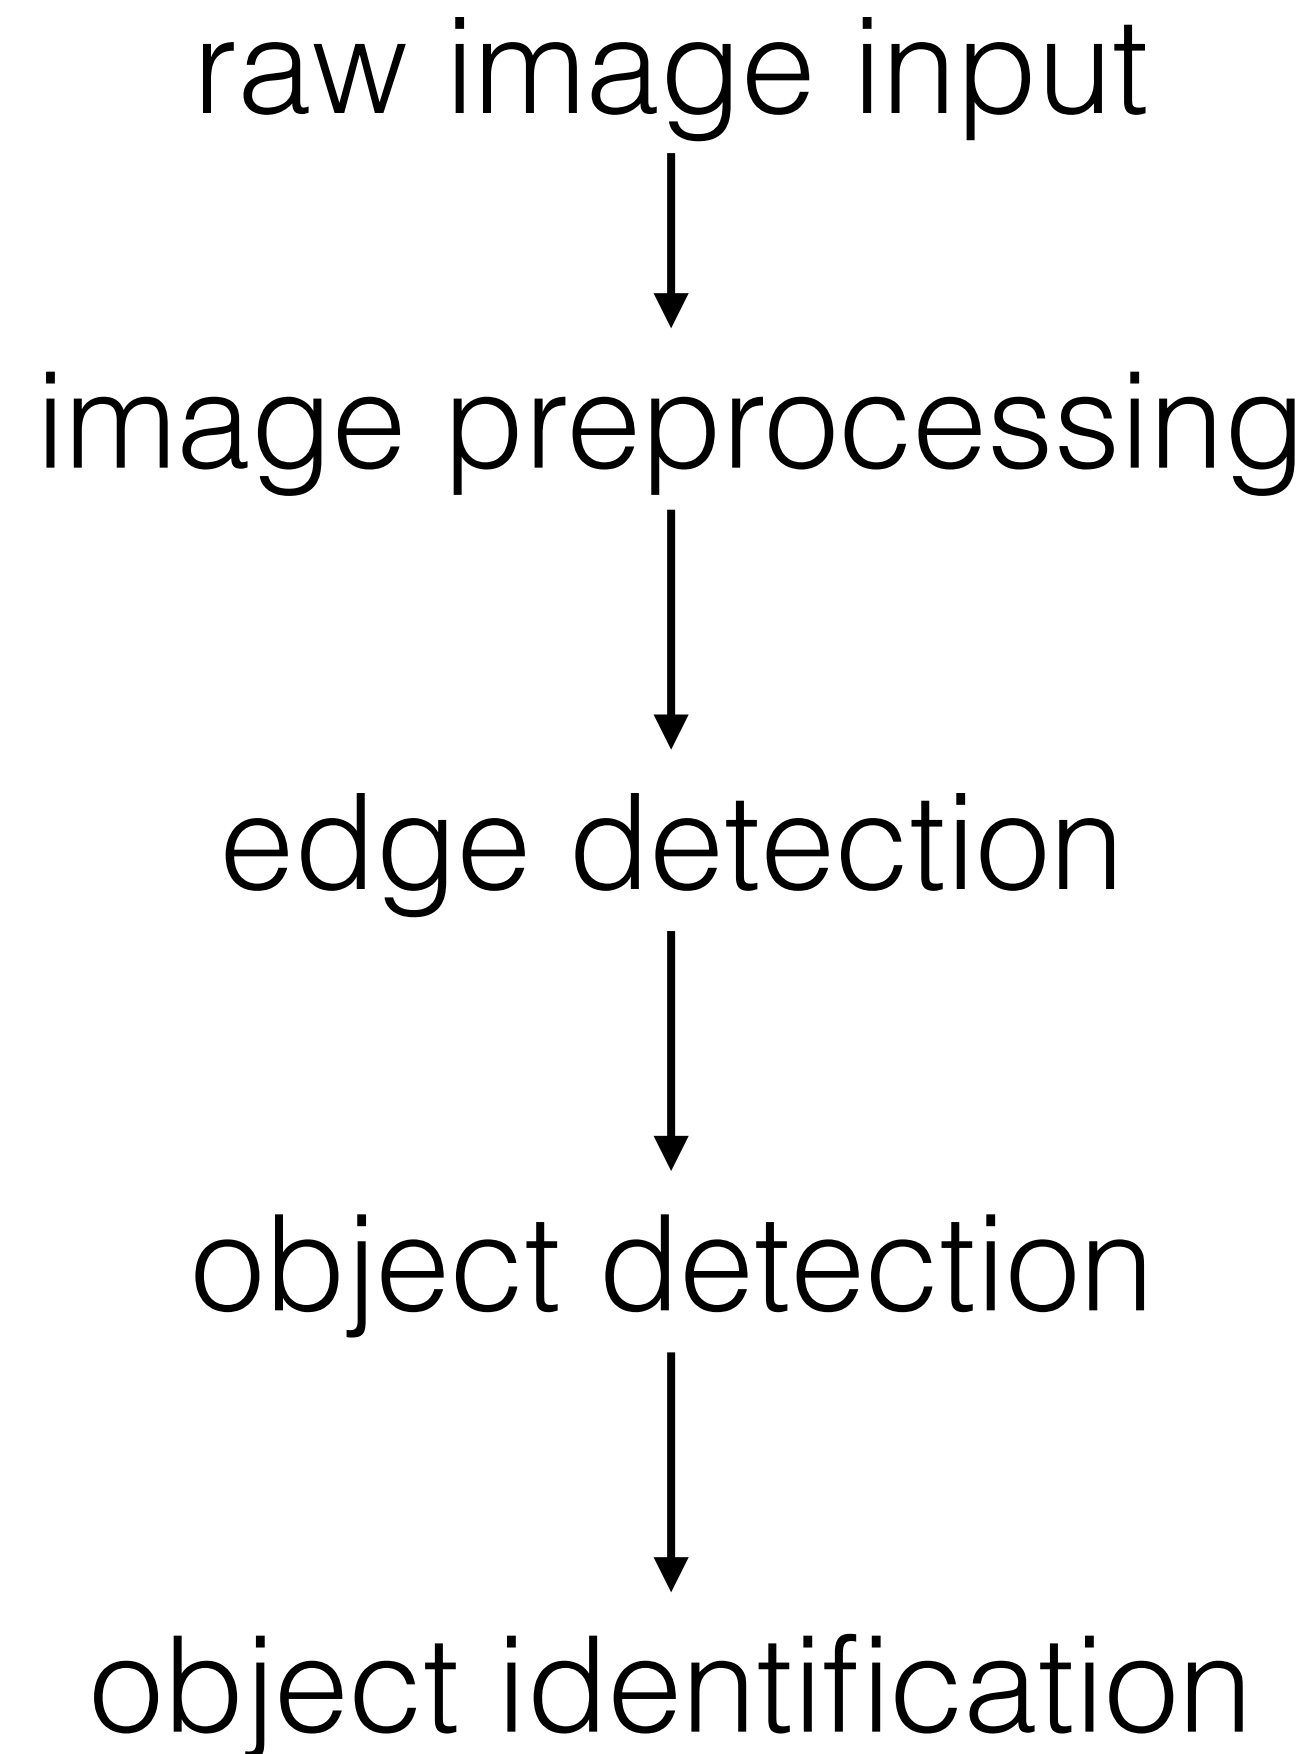 raw image input
image preprocessing
edge detection
object detection
object identification